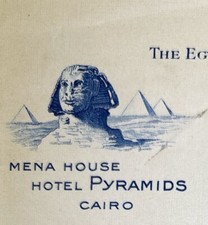 THE EG
MENA HOUSE
HOTEL PYRAMIDS
CAIRO